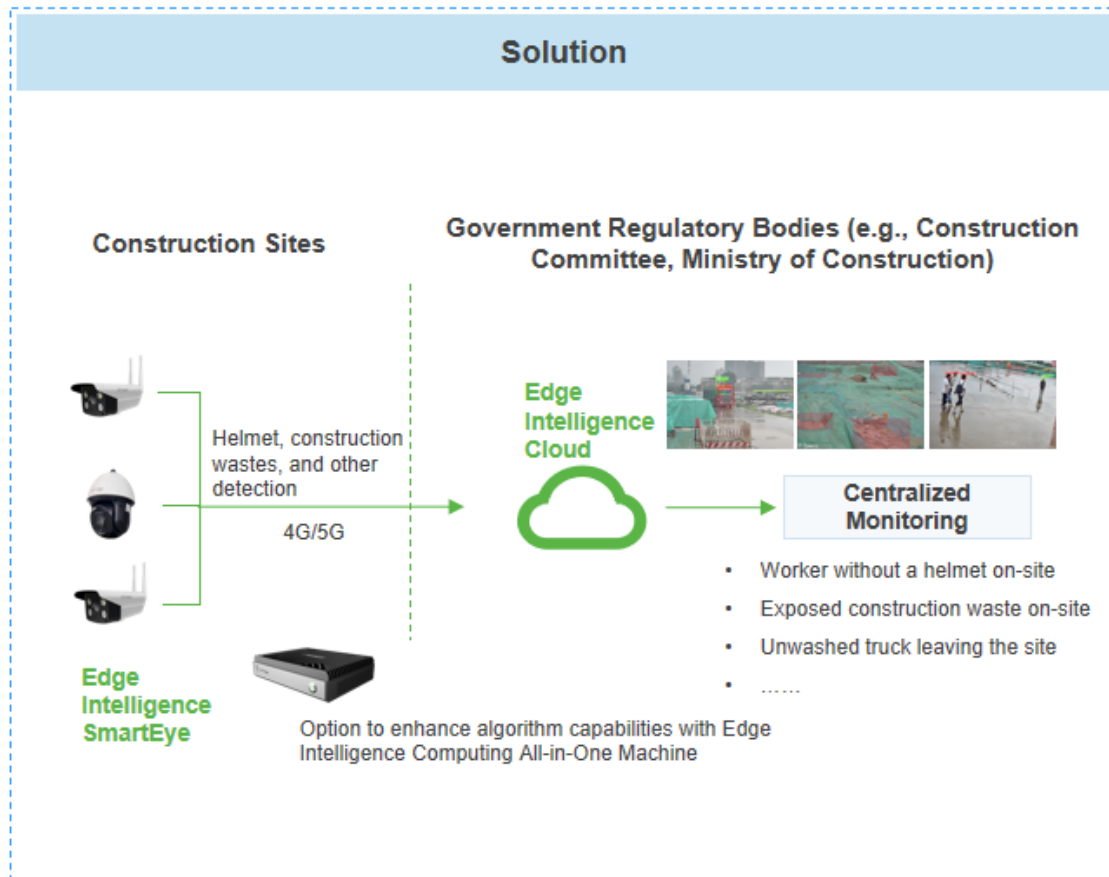 Solution
Construction Sites
Government Regulatory Bodies (e.g., Construction
Committee, Ministry of Construction)
Helmet, construction
wastes, and other
detection
4G/5G
Edge
Intelligence
Cloud
Centralized
Monitoring
• Worker without a helmet on-site
• Exposed construction waste on-site
• Unwashed truck leaving the site
• ……
Edge
Intelligence
SmartEye
Option to enhance algorithm capabilities with Edge
Intelligence Computing All-in-One Machine